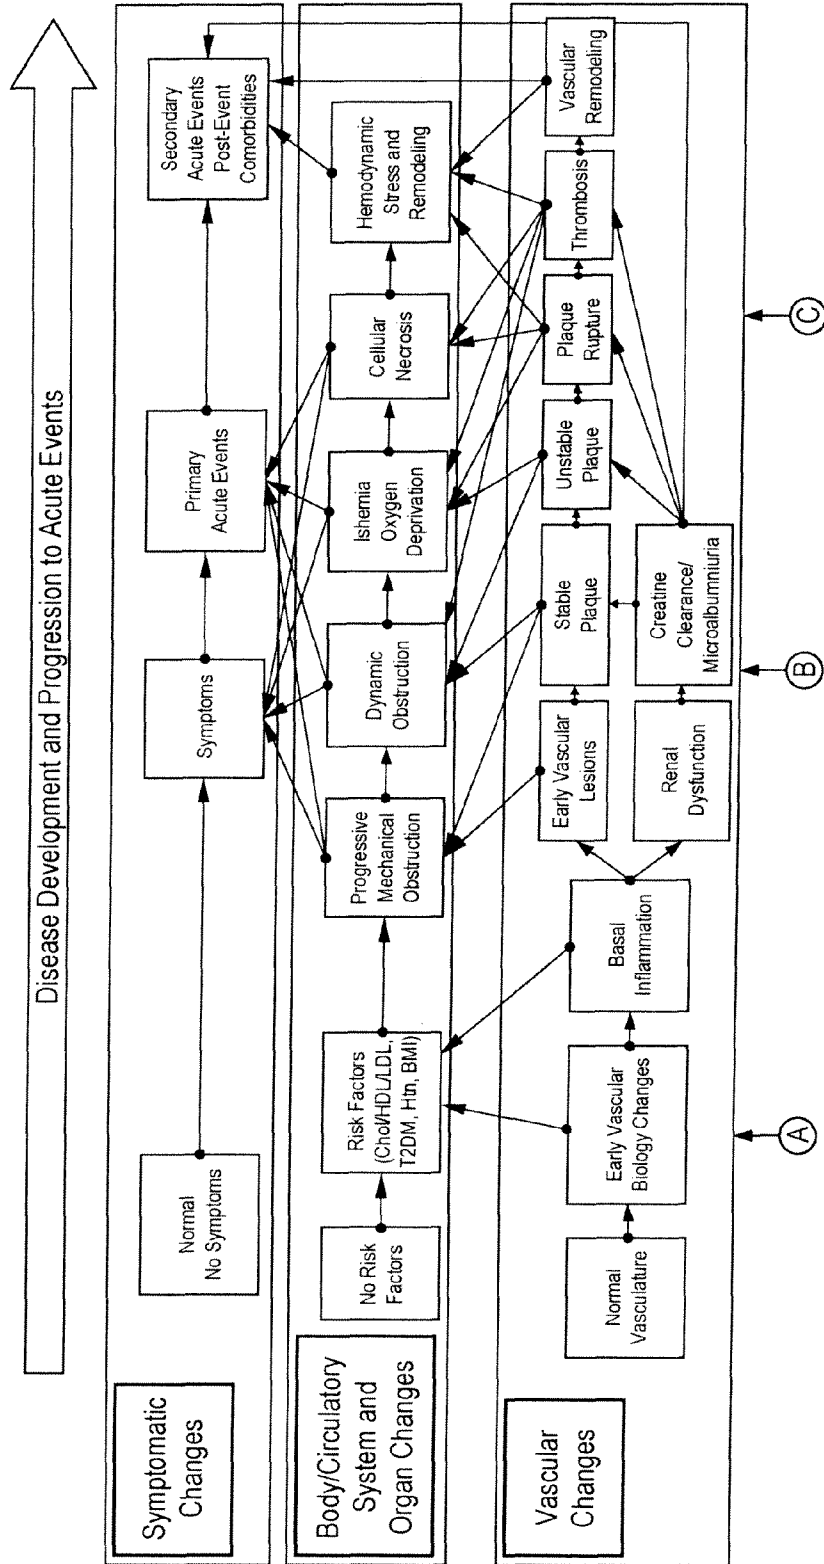 Disease Development and Progression to Acute Events
Symptomatic
Changes
Normal
No Symptoms
Symptoms
Primary
Acute Events
Secondary
Acute Events
Post-Event
Comorbidities
Body/Circulatory
System and
Organ Changes
No Risk
Factors
Risk Factors
(Chol/HDL/LDL,
T2DM, Htn, BMI)
Progressive
Mechanical
Obstruction
Dynamic
Obstruction
Ishemia
Oxygen
Deprivation
Cellular
Necrosis
Hemodynamic
Stress and
Remodeling
Vascular
Changes
Normal
Vasculature
Early Vascular
Biology Changes
Basal
Inflammation
Early Vascular
Lesions
Stable
Plaque
Unstable
Plaque
Plaque
Rupture
Thrombosis
Vascular
Remodeling
Renal
Dysfunction
Creatine
Clearance/
Microalbumniuria
A
B
C